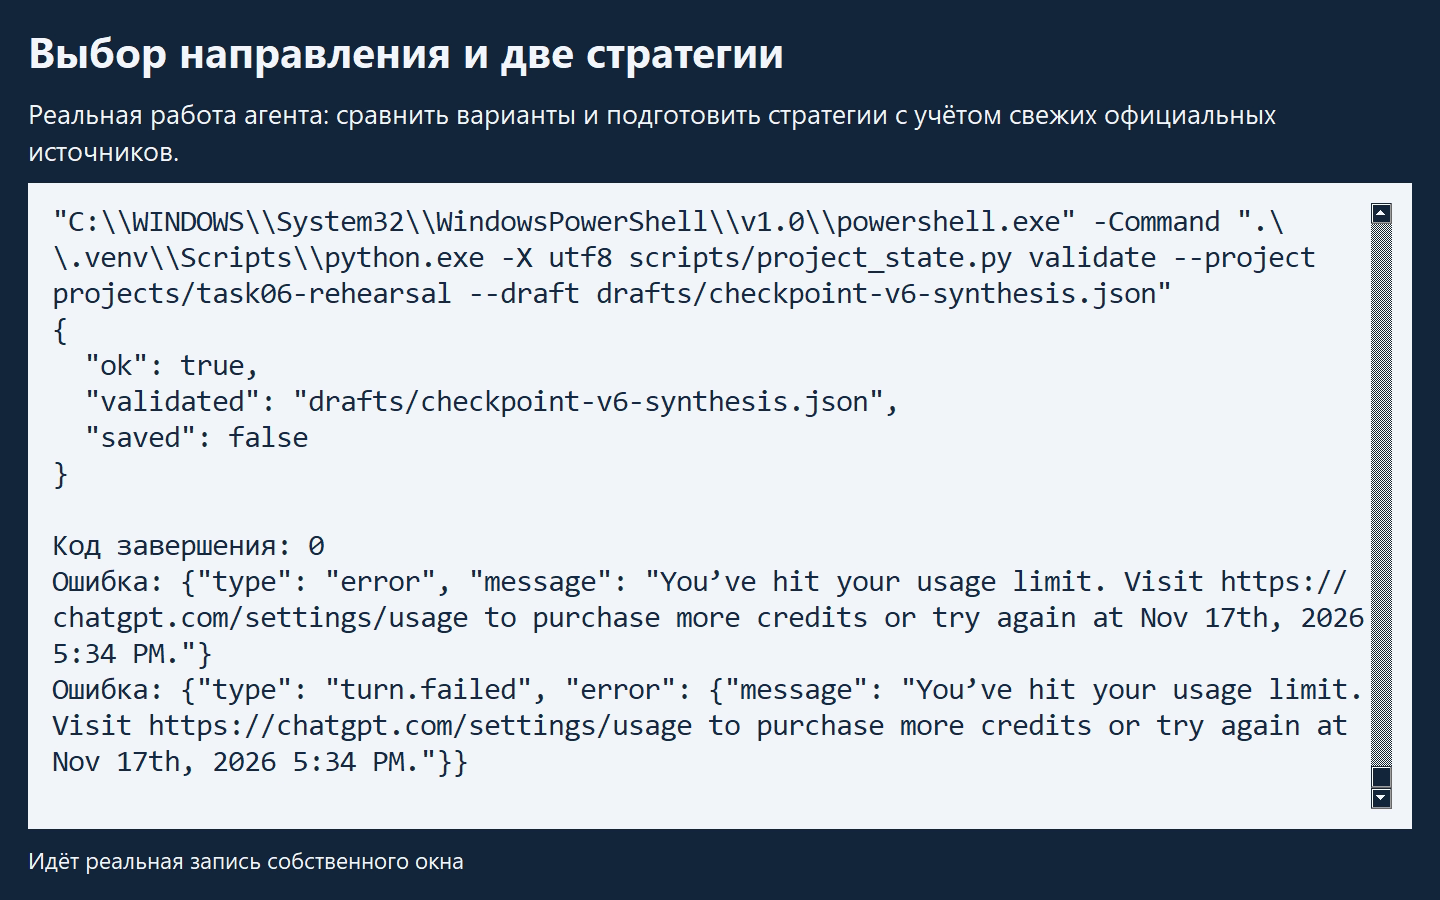 Выбор направления и две стратегии
Реальная работа агента: сравнить варианты и подготовить стратегии с учётом свежих официальных
источников.
"C:\\WINDOWS\\System32\\WindowsPowerShell\\v1.0\\powershell.exe" -Command ".\
\.venv\\Scripts\\python.exe -X utf8 scripts/project_state.py validate --project
projects/task06-rehearsal --draft drafts/checkpoint-v6-synthesis.json"
{
  "ok": true,
  "validated": "drafts/checkpoint-v6-synthesis.json",
  "saved": false
}
Код завершения: 0
Ошибка: {"type": "error", "message": "You’ve hit your usage limit. Visit https://
chatgpt.com/settings/usage to purchase more credits or try again at Nov 17th, 2026
5:34 PM."}
Ошибка: {"type": "turn.failed", "error": {"message": "You’ve hit your usage limit.
Visit https://chatgpt.com/settings/usage to purchase more credits or try again at
Nov 17th, 2026 5:34 PM."}}
Идёт реальная запись собственного окна